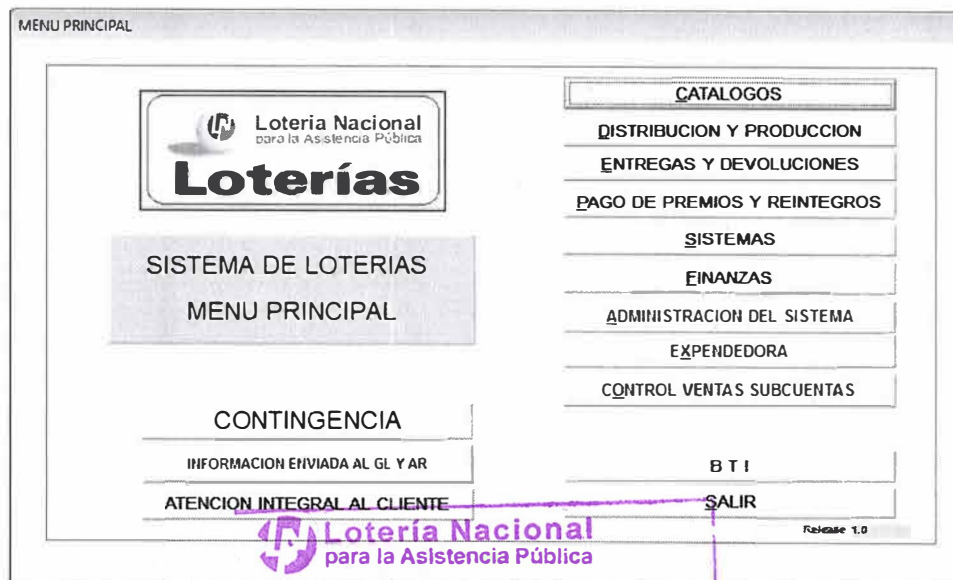 MENU PRINCIPAL
Loteria Nacional
para la Asistencia Pública
Loterías
SISTEMA DE LOTERIAS
MENU PRINCIPAL
CONTINGENCIA
INFORMACION ENVIADA AL GL Y AR
ATENCION INTEGRAL AL CLIENTE
CATALOGOS
DISTRIBUCION Y PRODUCCION
ENTREGAS Y DEVOLUCIONES
PAGO DE PREMIOS Y REINTEGROS
SISTEMAS
FINANZAS
ADMINISTRACION DEL SISTEMA
EXPENDEDORA
CONTROL VENTAS SUBCUENTAS
B T I
SALIR
Release 1.0
Lotería Nacional
para la Asistencia Pública